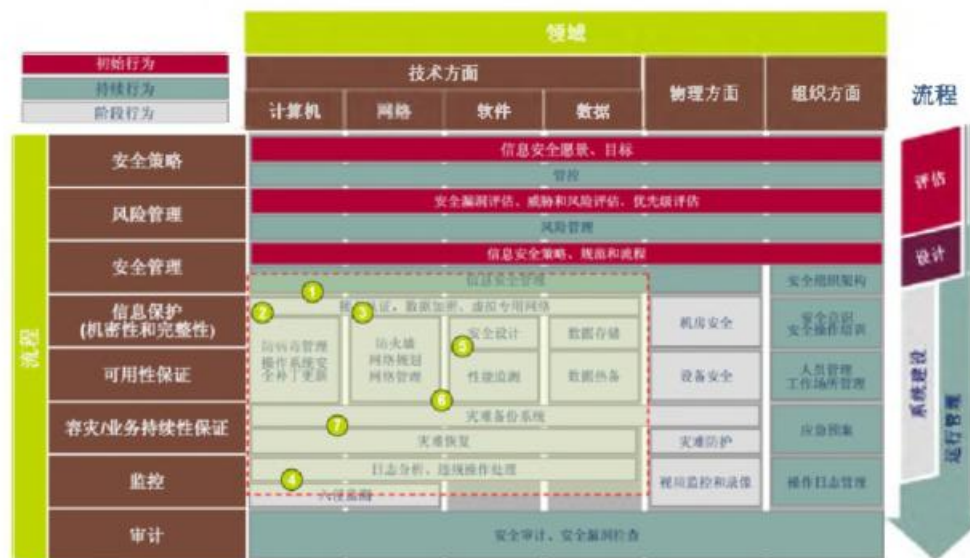 领域
初始行为
持续行为
阶段行为
技术方面
物理方面
组织方面
流程
计算机
网络
软件
数据
流程
安全策略
信息安全愿景、目标
管控
评估
风险管理
安全漏洞评估、威胁和风险评估，优先级评估
风险管理
安全管理
信息安全策略、规范和流程
设计
信息安全管理
安全组织架构
1
信息保护
(机密性和完整性)
证，数据加密、虚拟专用网络
2
3
防病毒管理
操作系统安
全补丁更新
防火墙
网络规划
网络管理
安全设计
数据存储
机房安全
安全意识
安全操作培训
5
可用性保证
性能监测
数据热备
设备安全
人员管理
工作场所管理
系统建设
运行管理
6
容灾/业务持续性保证
灾难备份系统
7
灾难恢复
灾难防护
应急预案
监控
日志分析、违规操作处理
4
入侵监测
视频监控和录像
操作日志管理
审计
安全审计、安全漏洞检查